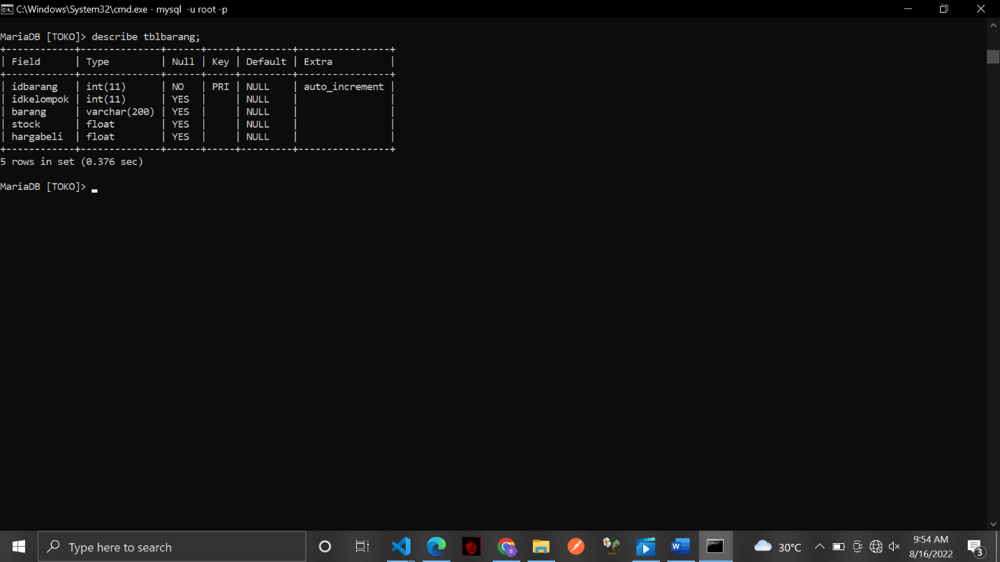 C:\Windows\System32\cmd.exe - mysql  -u root -p
MariaDB [TOKO]> describe tblbarang;
+------------+--------------+------+-----+---------+----------------+
| Field      | Type         | Null | Key | Default | Extra          |
+------------+--------------+------+-----+---------+----------------+
| idbarang   | int(11)      | NO   | PRI | NULL    | auto_increment |
| idkelompok | int(11)      | YES  |     | NULL    |                |
| barang     | varchar(200) | YES  |     | NULL    |                |
| stock      | float        | YES  |     | NULL    |                |
| hargabeli  | float        | YES  |     | NULL    |                |
+------------+--------------+------+-----+---------+----------------+
5 rows in set (0.376 sec)
MariaDB [TOKO]> _
Type here to search
30°C
9:54 AM
8/16/2022
3